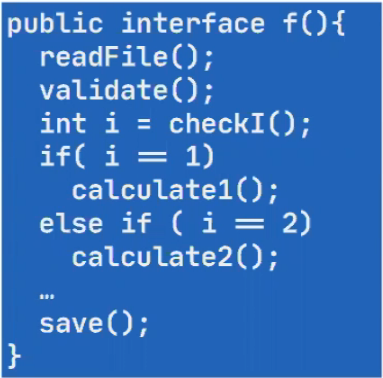 public interface f(){
readFile();
validate();
int i = checkI();
if( i == 1)
calculate1();
else if ( i == 2)
calculate2();
…
save();
}